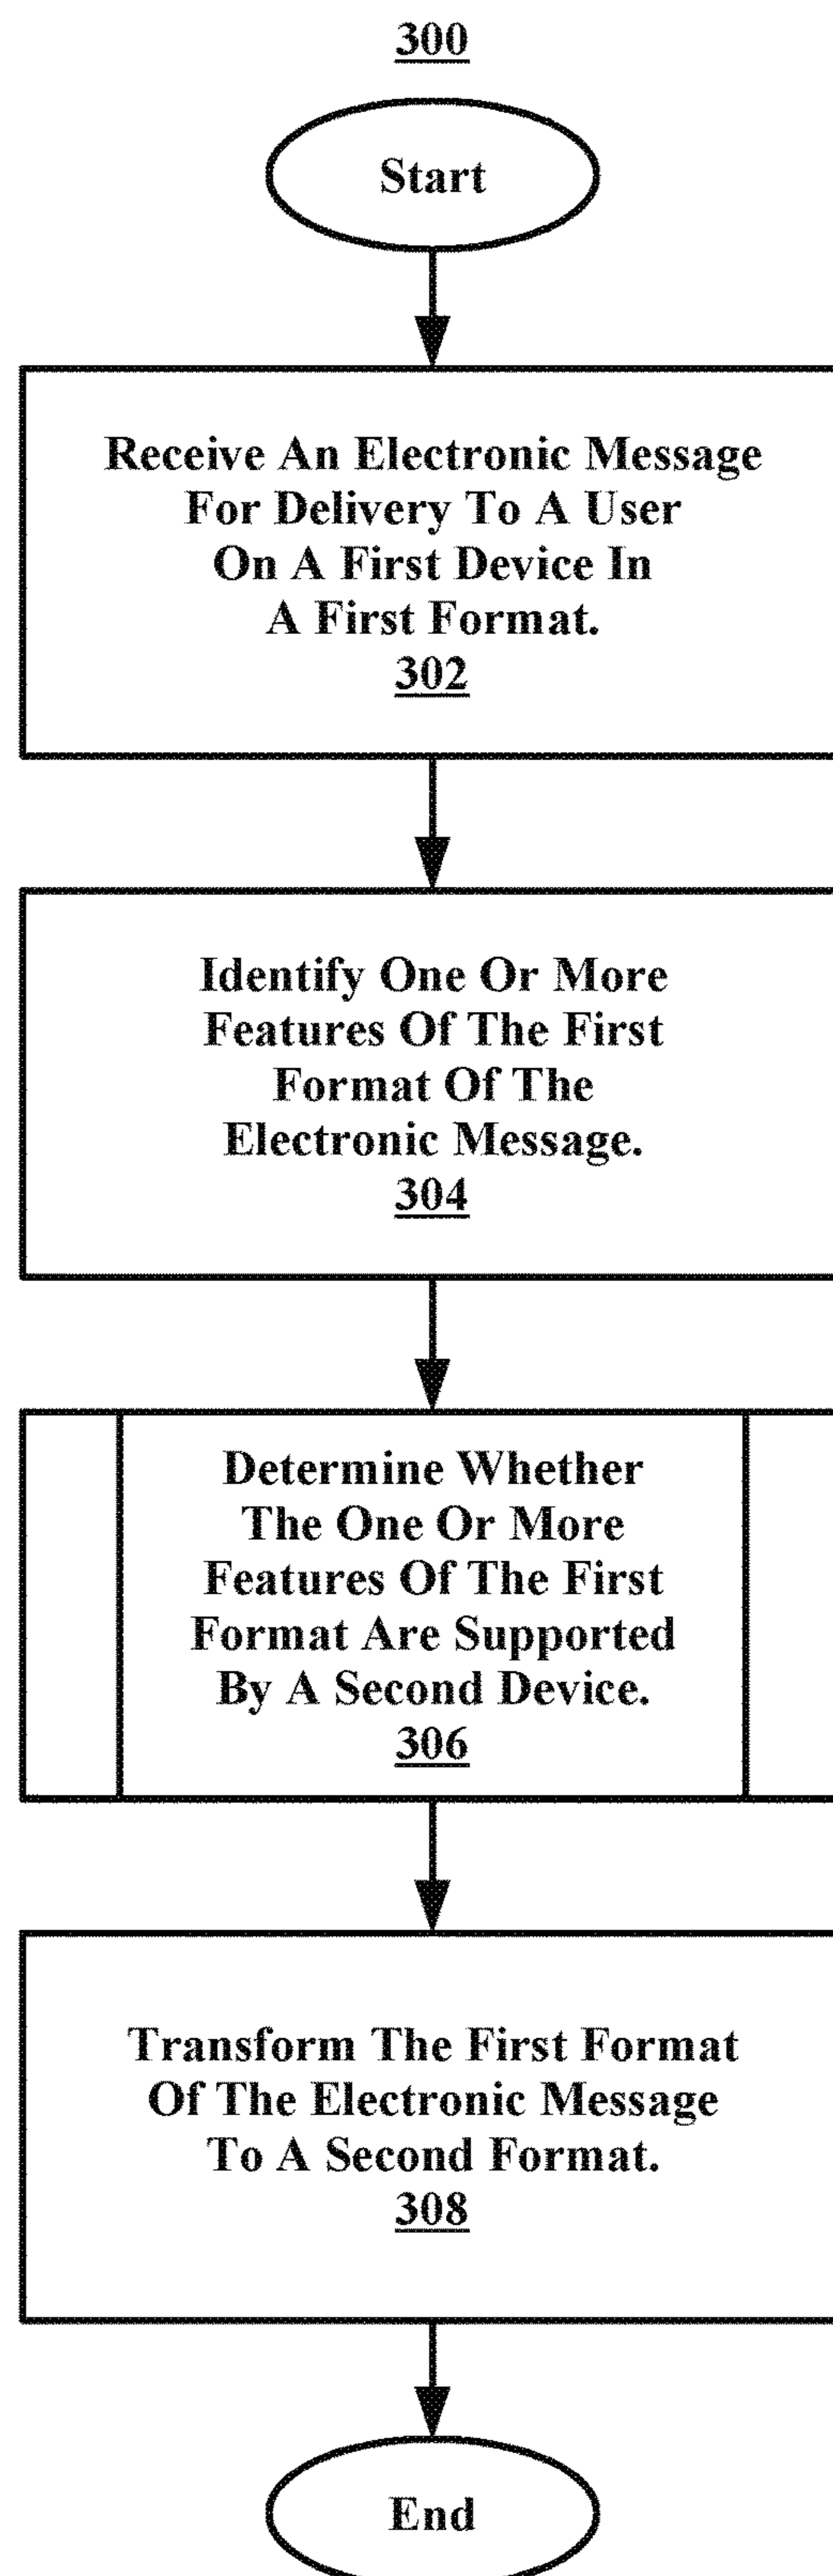 300
Start
Receive An Electronic Message
For Delivery To A User
On A First Device In
A First Format.
302
Identify One Or More
Features Of The First
Format Of The
Electronic Message.
304
Determine Whether
The One Or More
Features Of The First
Format Are Supported
By A Second Device.
306
Transform The First Format
Of The Electronic Message
To A Second Format.
308
End